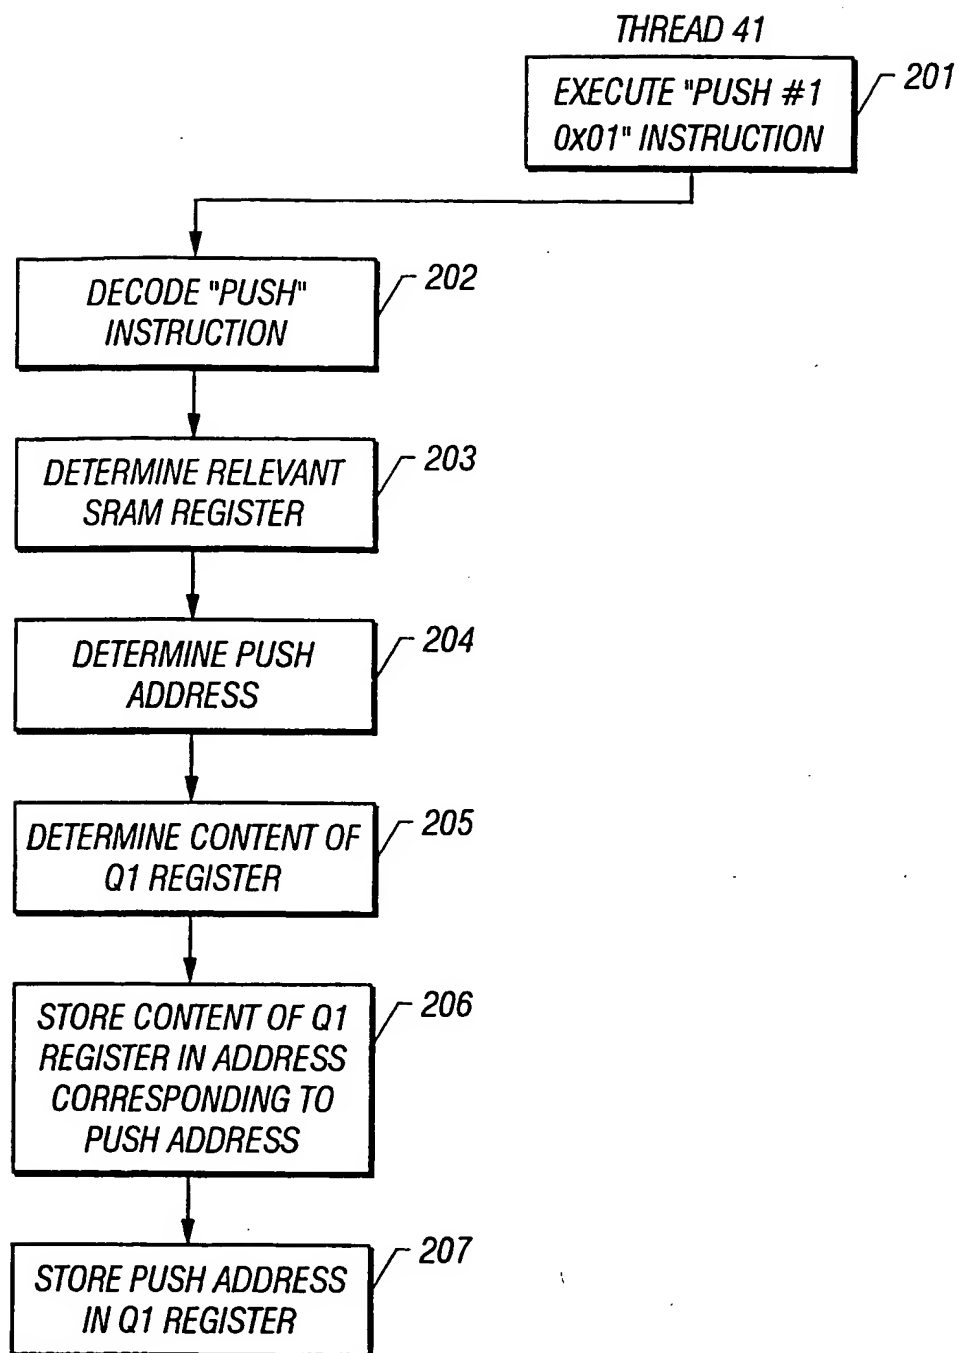 THREAD 41
EXECUTE "PUSH #1
0x01" INSTRUCTION
201
DECODE "PUSH"
INSTRUCTION
202
DETERMINE RELEVANT
SRAM REGISTER
203
DETERMINE PUSH
ADDRESS
204
DETERMINE CONTENT OF
Q1 REGISTER
205
STORE CONTENT OF Q1
REGISTER IN ADDRESS
CORRESPONDING TO
PUSH ADDRESS
206
STORE PUSH ADDRESS
IN Q1 REGISTER
207